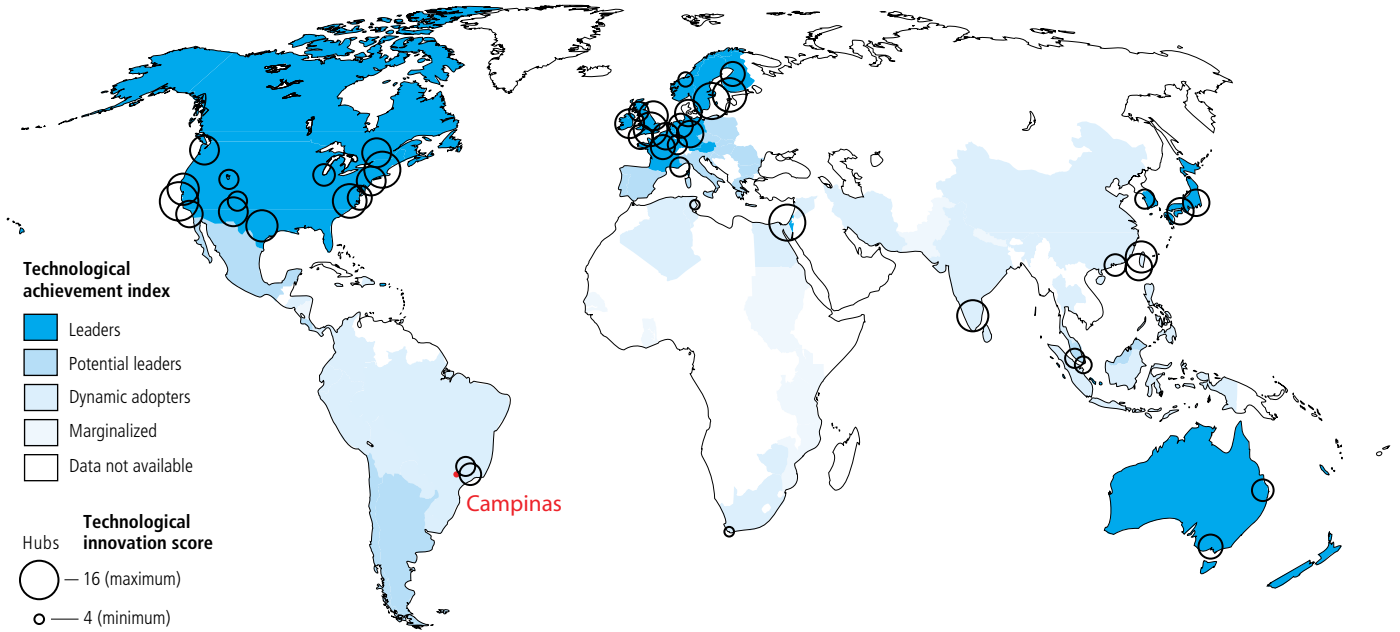 Technological
achievement index
Leaders
Potential leaders
Dynamic adopters
Marginalized
Data not available
Campinas
Technological
Hubs innovation score
16 (maximum)
4 (minimum)